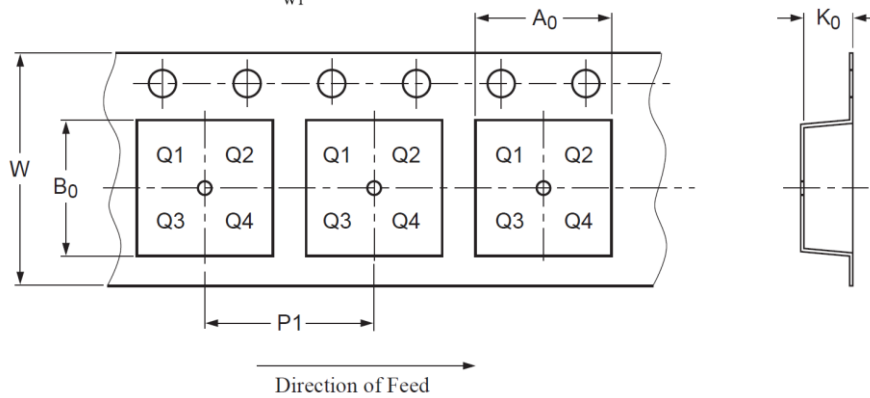 W1
A0
K0
Q1 Q2 Q1 Q2 Q1 Q2
W
B0
Q3 Q4 Q3 Q4 Q3 Q4
P1
Direction of Feed